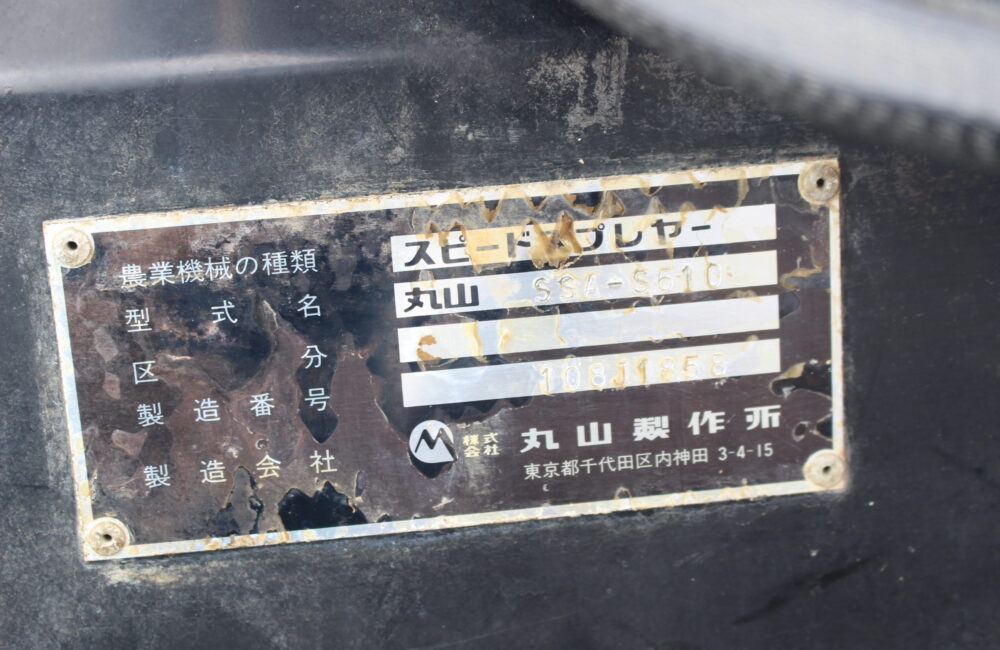 農業機械の種類 スピードスプレヤー
型式名 丸山 SSA-S610
区分
製造番号 108J1858
製造会社 株式会社 丸山製作所
東京都千代田区内神田 3-4-15